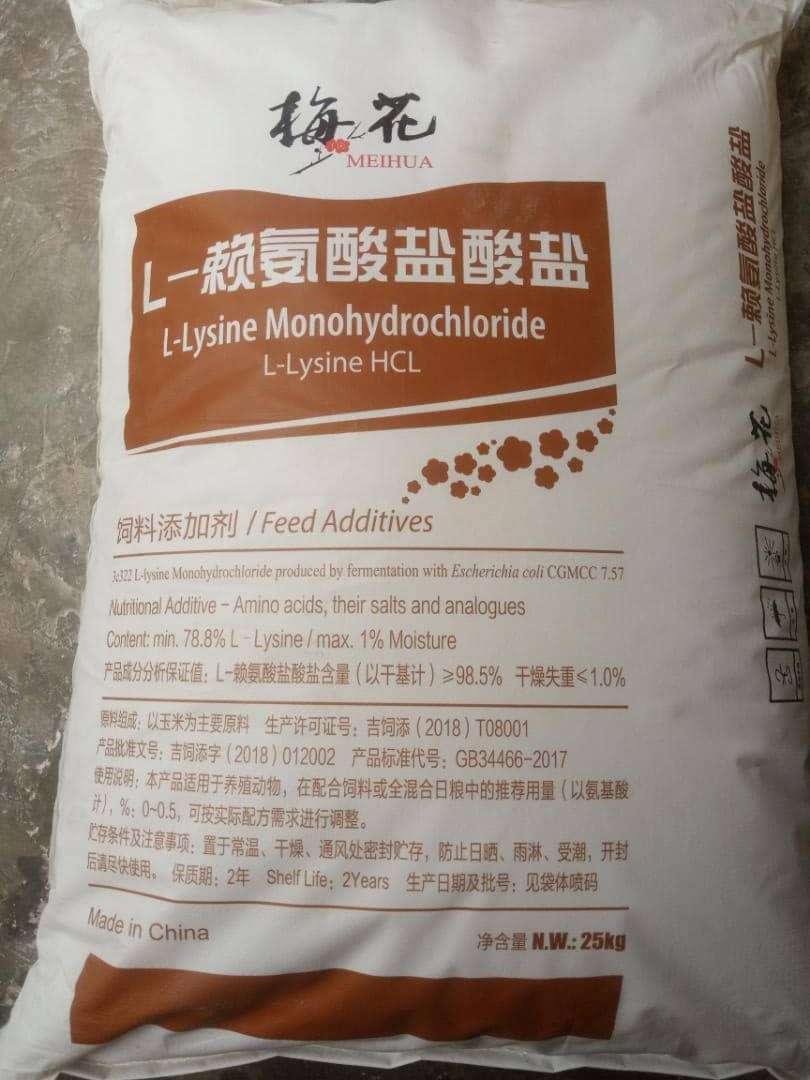 梅花
MEIHUA
L-赖氨酸盐酸盐
L-Lysine Monohydrochloride
L-Lysine HCL
饲料添加剂 / Feed Additives
3c322 L-lysine Monohydrochloride produced by fermentation with Escherichia coli CGMCC 7.57
Nutritional Additive - Amino acids, their salts and analogues
Content: min. 78.8% L - Lysine / max. 1% Moisture
产品成分分析保证值: L-赖氨酸盐酸盐含量 (以干基计) ≥98.5% 干燥失重≤1.0%
原料组成: 以玉米为主要原料 生产许可证号: 吉饲添 (2018) T08001
产品批准文号: 吉饲添字 (2018) 012002 产品标准代号: GB34466-2017
使用说明: 本产品适用于养殖动物, 在配合饲料或全混合日粮中的推荐用量 (以氨基酸
计), %: 0~0.5, 可按实际配方需求进行调整。
贮存条件及注意事项: 置于常温、干燥、通风处密封贮存, 防止日晒、雨淋、受潮, 开封
后请尽快使用。 保质期: 2年 Shelf Life: 2Years 生产日期及批号: 见袋体喷码
Made in China
净含量 N.W.: 25kg
L-赖氨酸盐酸盐
L-Lysine Monohydrochloride
L-Lysine HCL
梅花
MEIHUA